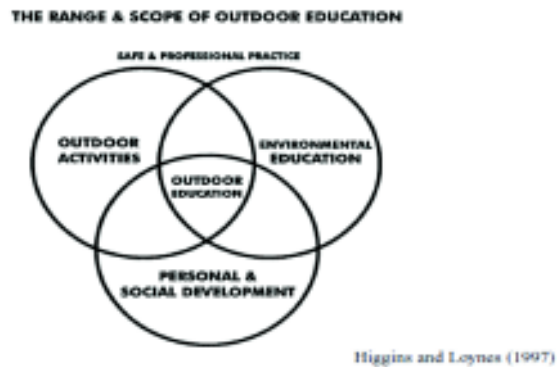 THE RANGE & SCOPE OF OUTDOOR EDUCATION
SAFE & PROFESSIONAL PRACTICE
OUTDOOR
ACTIVITIES
ENVIRONMENTAL
EDUCATION
OUTDOOR
EDUCATION
PERSONAL &
SOCIAL DEVELOPMENT
Higgins and Loynes (1997)